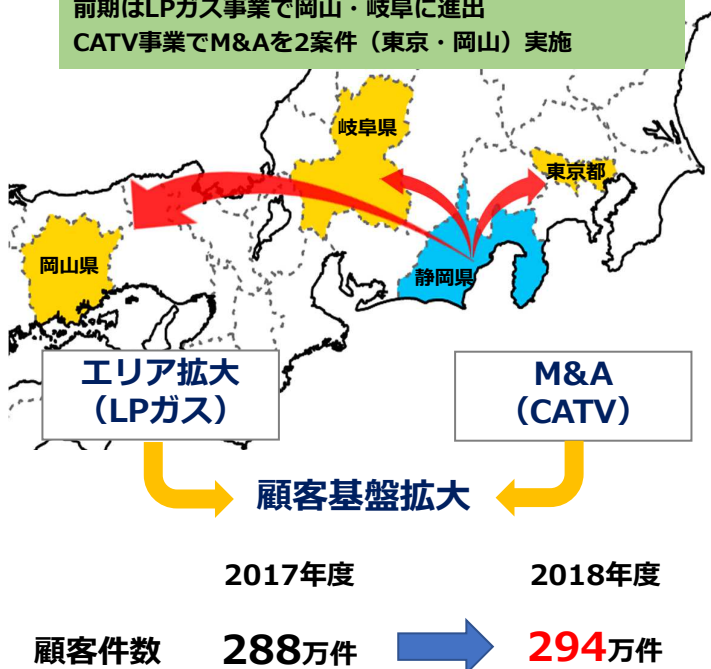 前期はLPガス事業で岡山・岐阜に進出
CATV事業でM&Aを2案件（東京・岡山）実施
岐阜県
東京都
岡山県
静岡県
エリア拡大
（LPガス）
M&A
（CATV）
顧客基盤拡大
2017年度
2018年度
顧客件数 288万件 294万件